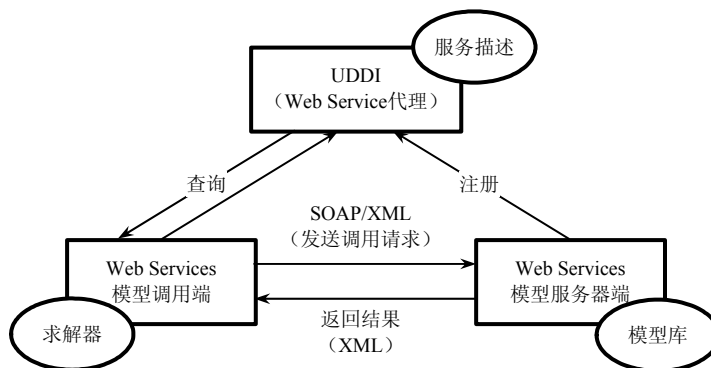 服务描述
UDDI
（Web Service代理）
查询
注册
SOAP/XML
（发送调用请求）
Web Services
模型调用端
Web Services
模型服务器端
求解器
返回结果
（XML）
模型库